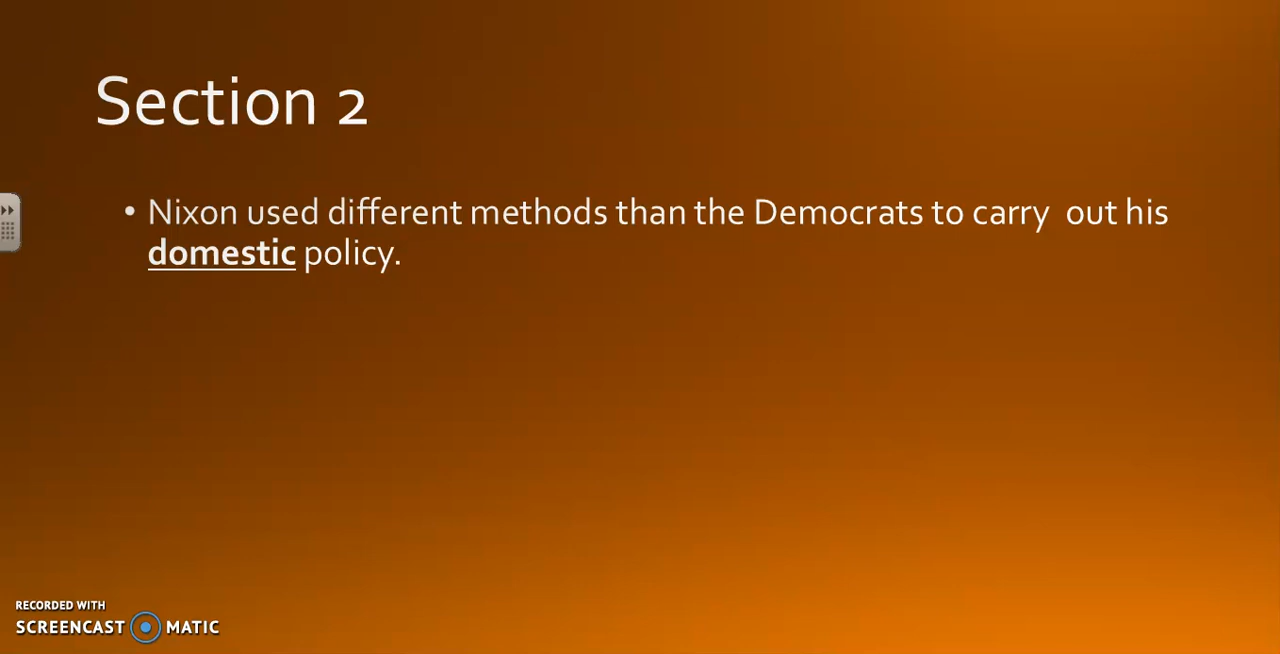 Section 2
• Nixon used different methods than the Democrats to carry  out his
domestic policy.
RECORDED WITH
SCREENCAST MATIC